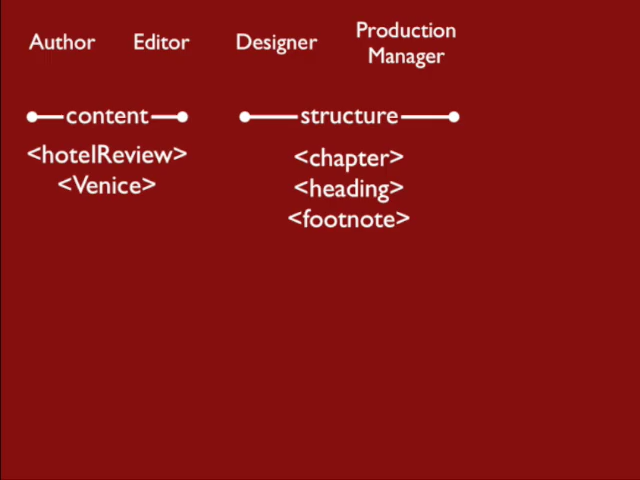 Author Editor Designer Production Manager
content structure
<hotelReview>
<Venice>
<chapter>
<heading>
<footnote>